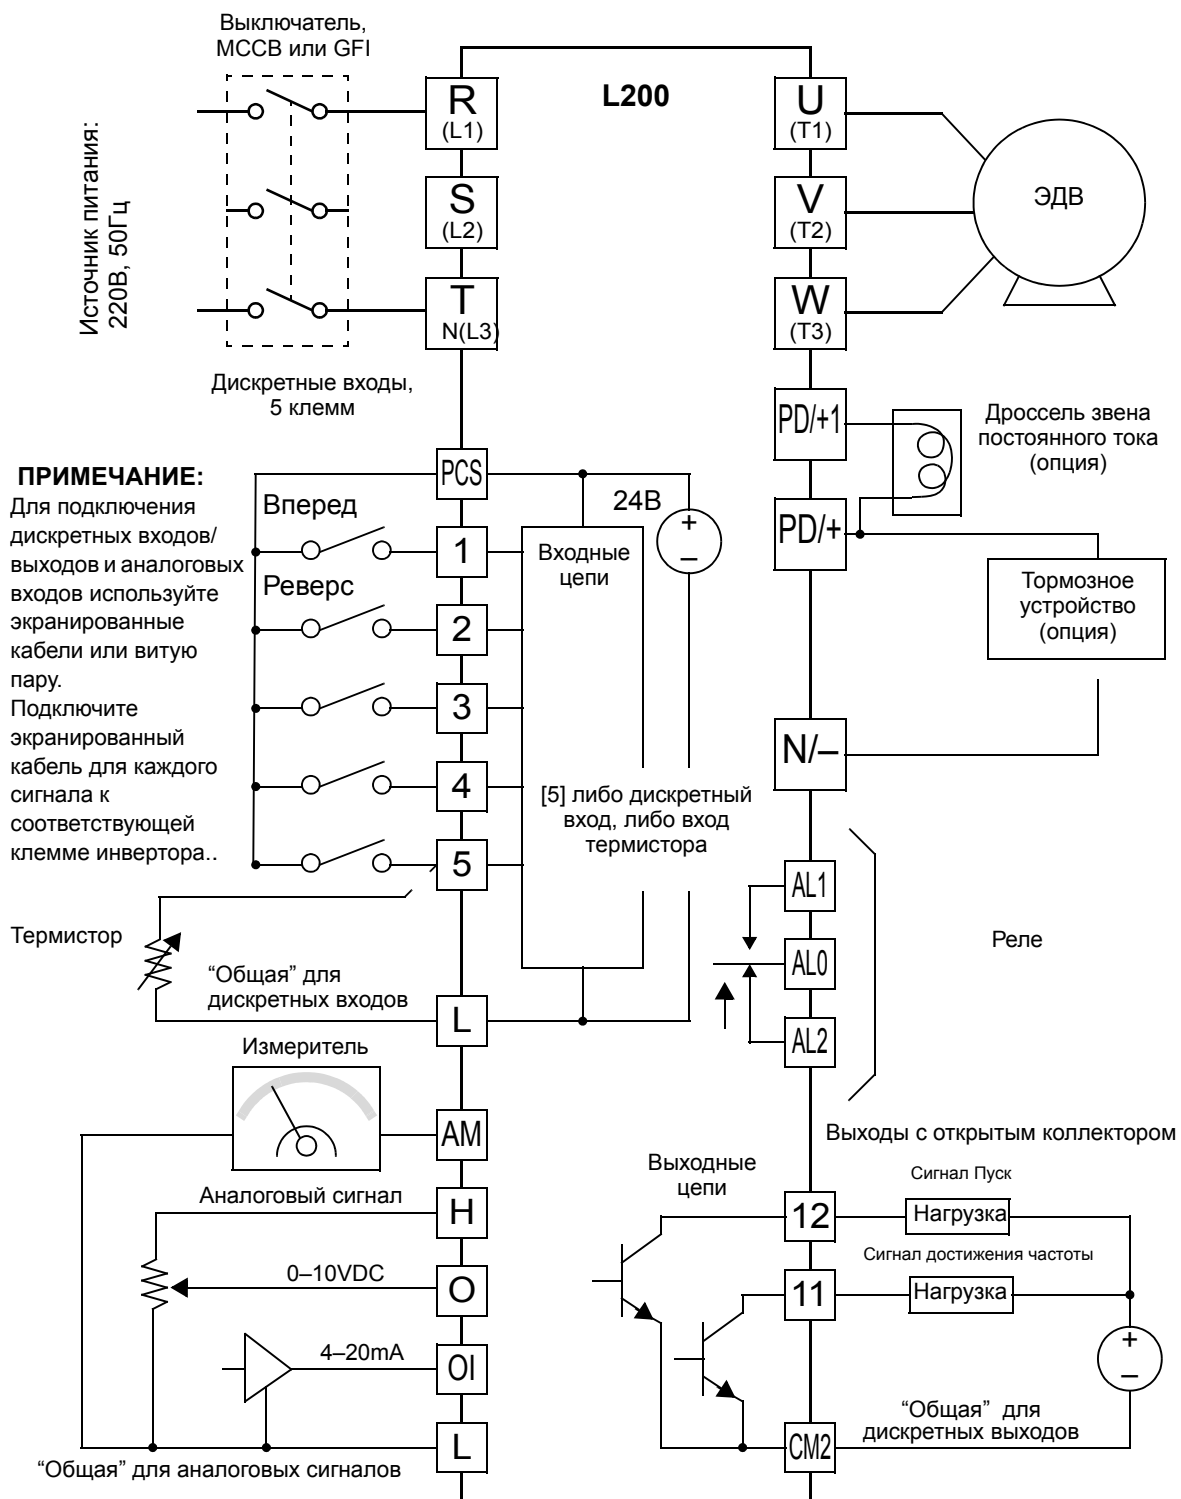 Выключатель,
MCCB или GFI
L200
Источник питания:
220В, 50Гц
R
(L1)
S
(L2)
T
N(L3)
U
(T1)
V
(T2)
W
(T3)
ЭДВ
Дискретные входы,
5 клемм
PD/+1
Дроссель звена
постоянного тока
(опция)
ПРИМЕЧАНИЕ:
Для подключения
дискретных входов/
выходов и аналоговых
входов используйте
экранированные
кабели или витую
пару.
Подключите
экранированный
кабель для каждого
сигнала к
соответствующей
клемме инвертора..
PCS
24В
+
–
Вперед
1
Реверс
2
3
4
5
Входные
цепи
[5] либо дискретный
вход, либо вход
термистора
PD/+
Тормозное
устройство
(опция)
N/–
AL1
AL0
AL2
Реле
Термистор
“Общая” для
дискретных входов
L
Измеритель
AM
Аналоговый сигнал
H
0–10VDC
O
4–20mA
OI
L
“Общая” для аналоговых сигналов
Выходы с открытым коллектором
Выходные
цепи
Сигнал Пуск
12
Нагрузка
Сигнал достижения частоты
11
Нагрузка
+
–
“Общая” для
дискретных выходов
CM2